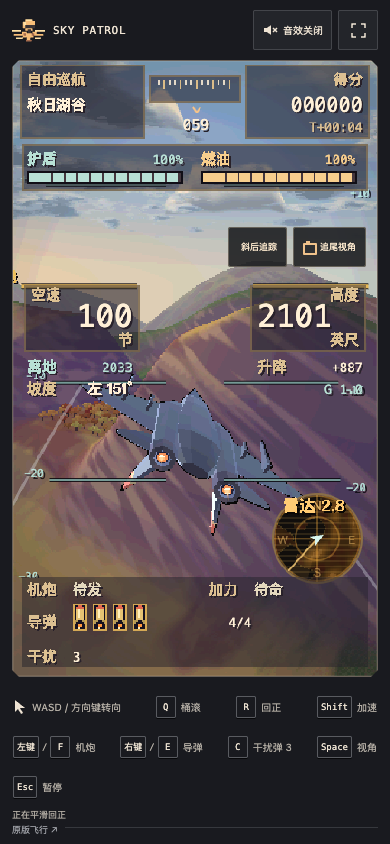 SKY PATROL
音效关闭
自由巡航
秋日湖谷
059
得分
000000
T+00:04
护盾 100%
燃油 100%
斜后追踪
追尾视角
空速
100
节
高度
2101
英尺
离地 2033
升降 +887
坡度 左 151°
G
-20
-20
雷达 2.8
N
W
E
S
机炮 待发
加力 待命
导弹
4/4
干扰 3
WASD / 方向键转向
Q 桶滚
R 回正
Shift 加速
左键 / F 机炮
右键 / E 导弹
C 干扰弹 3
Space 视角
Esc 暂停
正在平滑回正
原版飞行 ↗